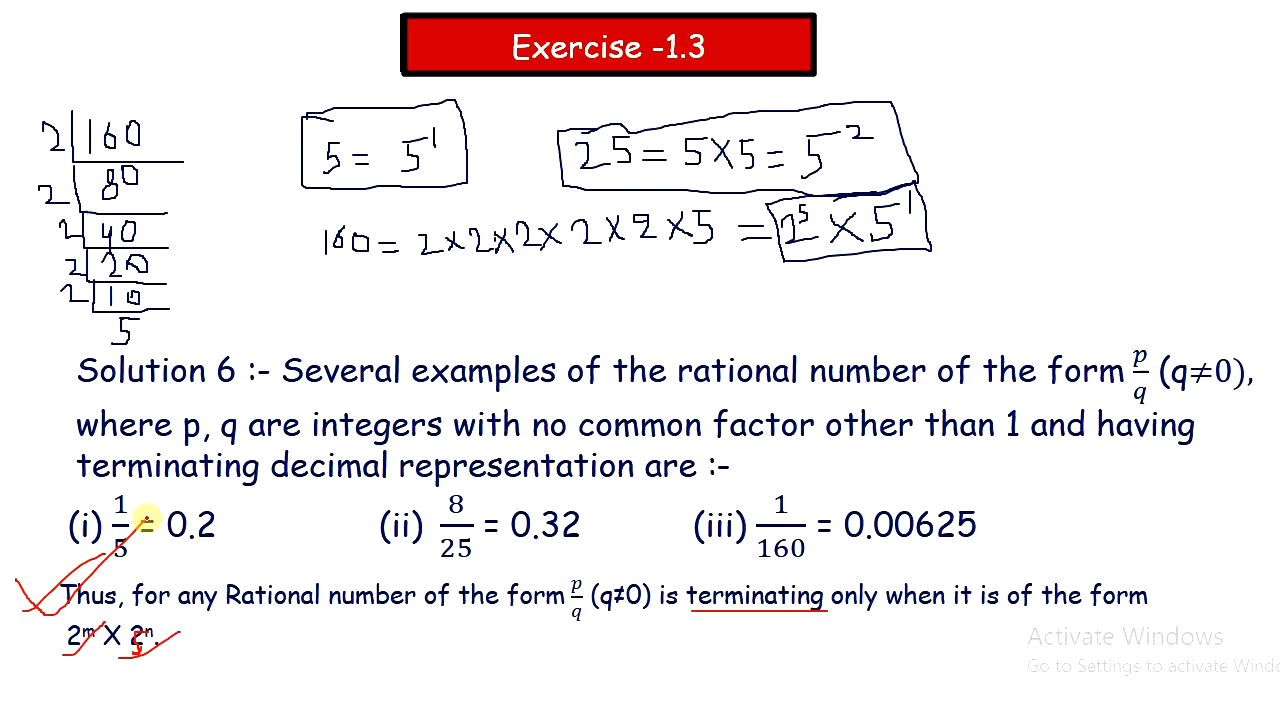 Exercise -1.3
2 160
2 80
2 40
2 20
2 10
5
5 = 5¹
25 = 5×5 = 5²
160 = 2×2×2×2×2×5 = 2⁵ × 5¹
Solution 6 :- Several examples of the rational number of the form p/q (q≠0),
where p, q are integers with no common factor other than 1 and having
terminating decimal representation are :-
(i) 1/5 = 0.2 (ii) 8/25 = 0.32 (iii) 1/160 = 0.00625
Thus, for any Rational number of the form p/q (q≠0) is terminating only when it is of the form
2ᵐ X 2ⁿ.
5
Activate Windows
Go to Settings to activate Windo